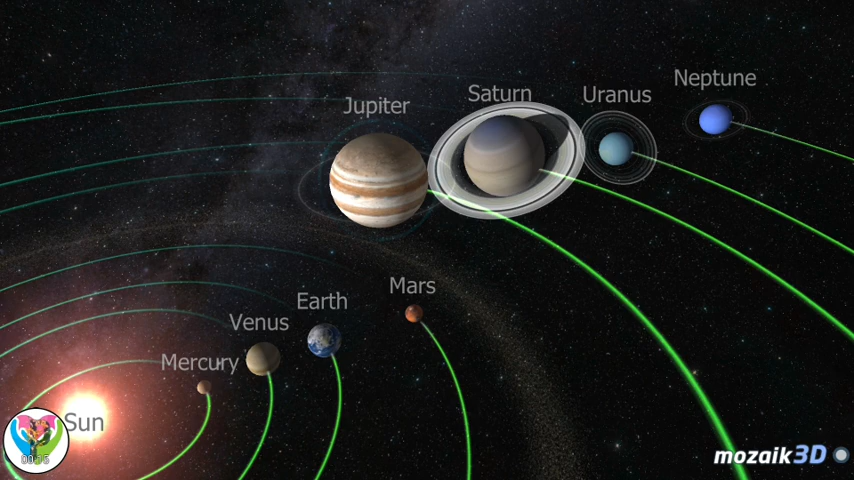 Neptune
Uranus
Saturn
Jupiter
Mars
Earth
Venus
Mercury
Sun
mozaik3D